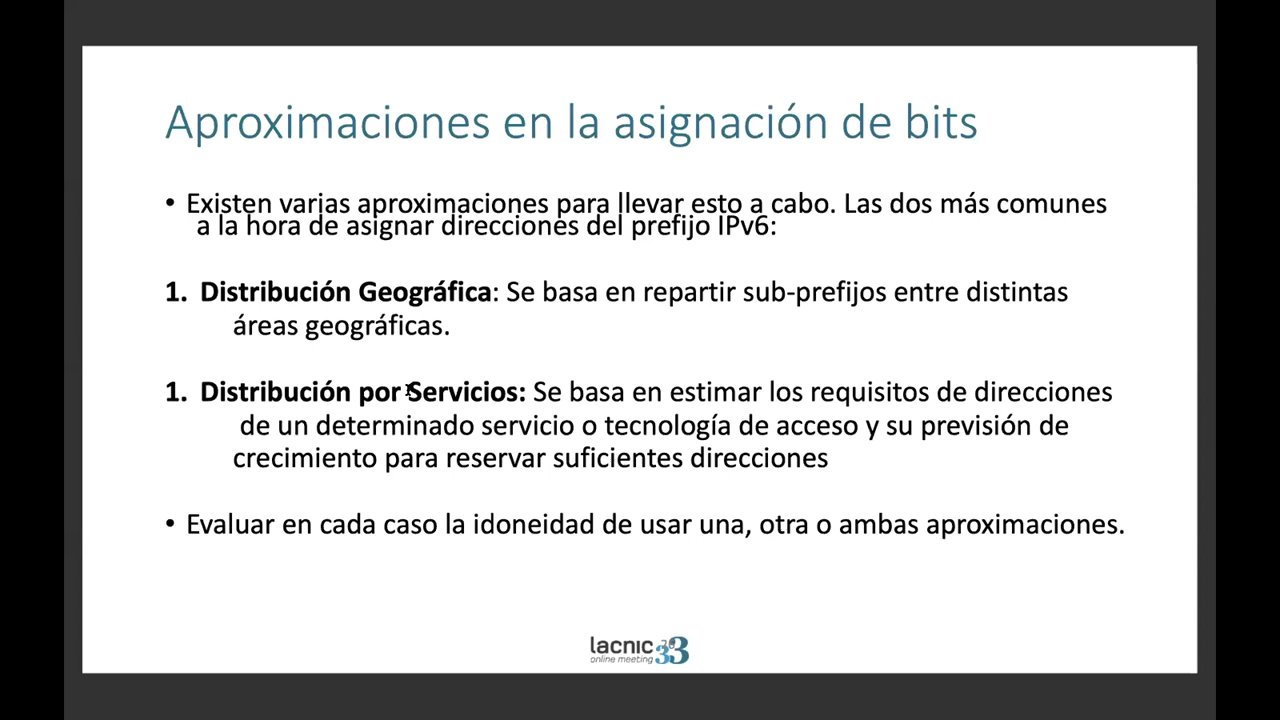 Aproximaciones en la asignación de bits
• Existen varias aproximaciones para llevar esto a cabo. Las dos más comunes
a la hora de asignar direcciones del prefijo IPv6:
1. Distribución Geográfica: Se basa en repartir sub-prefijos entre distintas
áreas geográficas.
1. Distribución por Servicios: Se basa en estimar los requisitos de direcciones
de un determinado servicio o tecnología de acceso y su previsión de
crecimiento para reservar suficientes direcciones
• Evaluar en cada caso la idoneidad de usar una, otra o ambas aproximaciones.
lacnic 33
online meeting